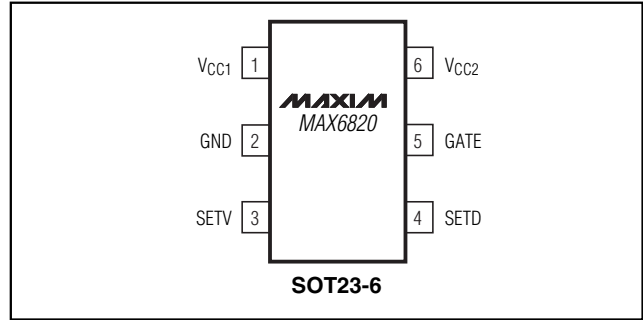 VCC1 1 6 VCC2
MAXIM
MAX6820
GND 2 5 GATE
SETV 3 4 SETD
SOT23-6